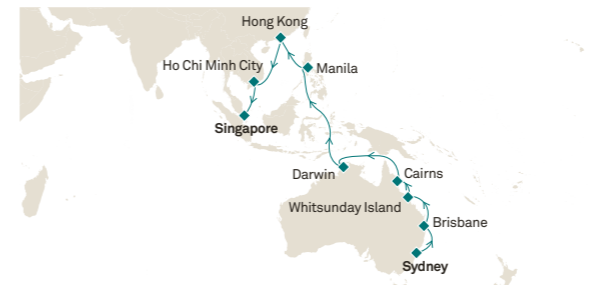 Hong Kong
Ho Chi Minh City
Manila
Singapore
Darwin
Cairns
Whitsunday Island
Brisbane
Sydney